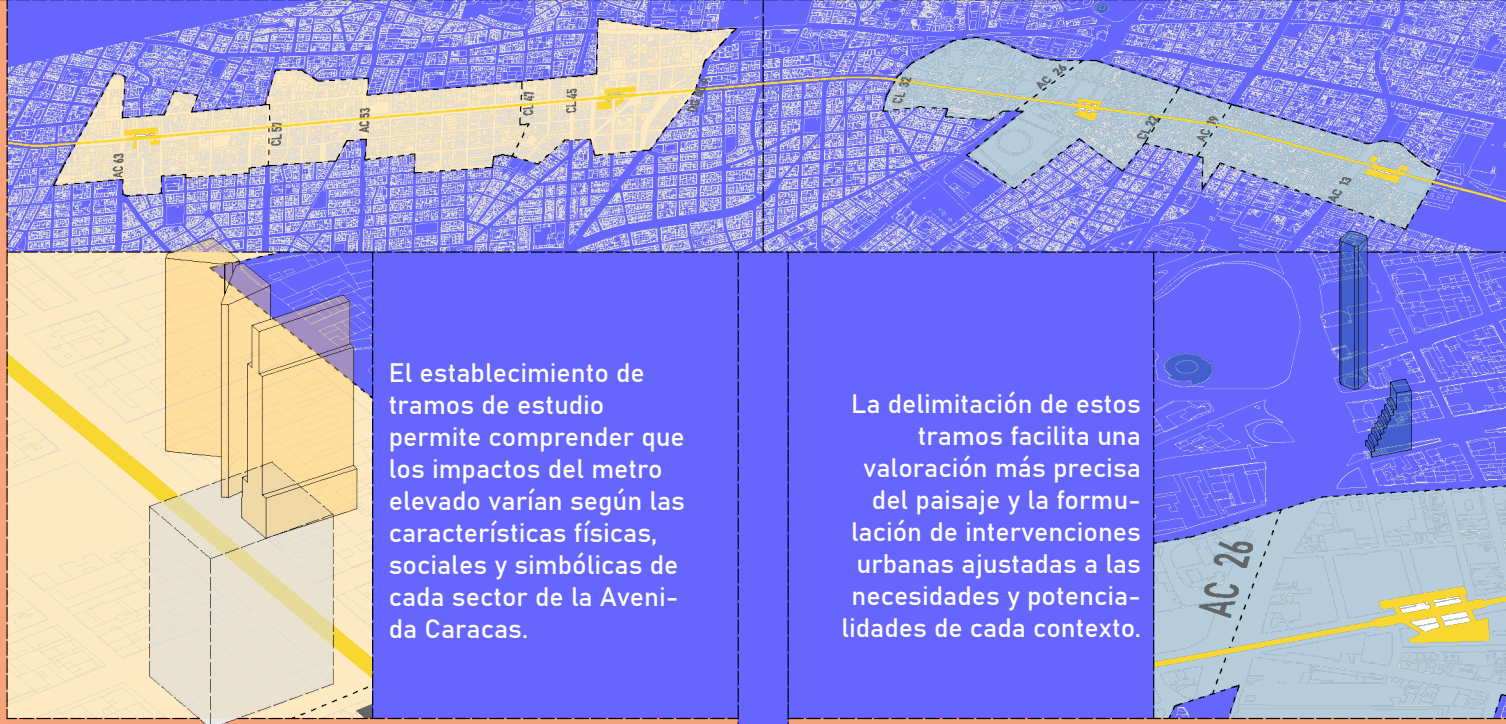 AC 63
CL 57
AC 53
CL 47
CL 45
CL 32
AC 26
CL 22
AC 19
AC 13
El establecimiento de
tramos de estudio
permite comprender que
los impactos del metro
elevado varían según las
características físicas,
sociales y simbólicas de
cada sector de la Aveni-
da Caracas.
La delimitación de estos
tramos facilita una
valoración más precisa
del paisaje y la formu-
lación de intervenciones
urbanas ajustadas a las
necesidades y potencia-
lidades de cada contexto.
AC 26